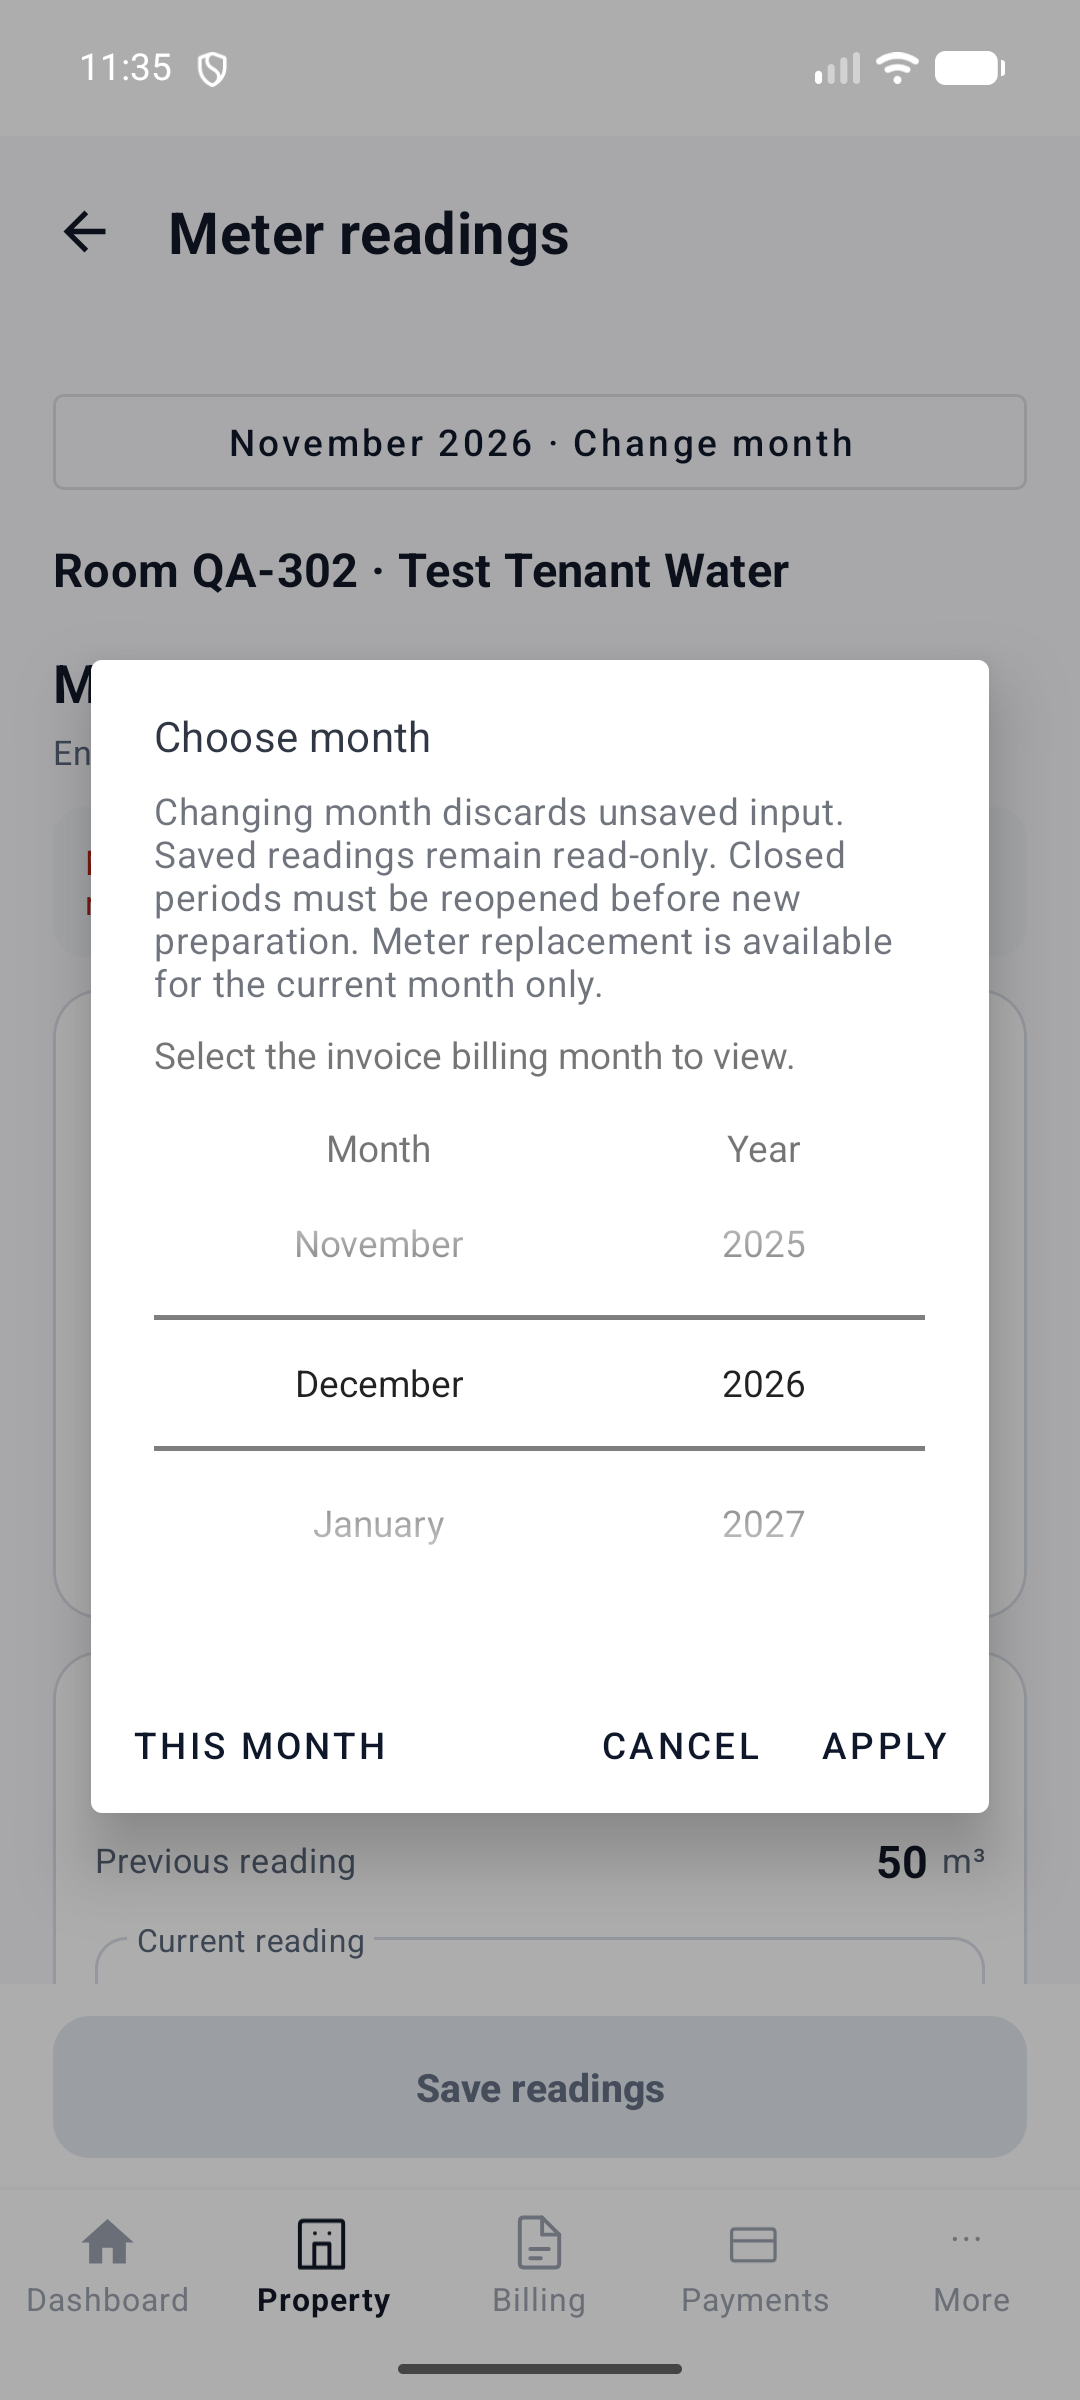 11:35
Meter readings
November 2026 · Change month
Room QA-302 · Test Tenant Water
M
En
Choose month
Changing month discards unsaved input.
Saved readings remain read-only. Closed
periods must be reopened before new
preparation. Meter replacement is available
for the current month only.
Select the invoice billing month to view.
Month Year
November 2025
December 2026
January 2027
THIS MONTH CANCEL APPLY
Previous reading 50 m³
Current reading
Save readings
Dashboard Property Billing Payments More